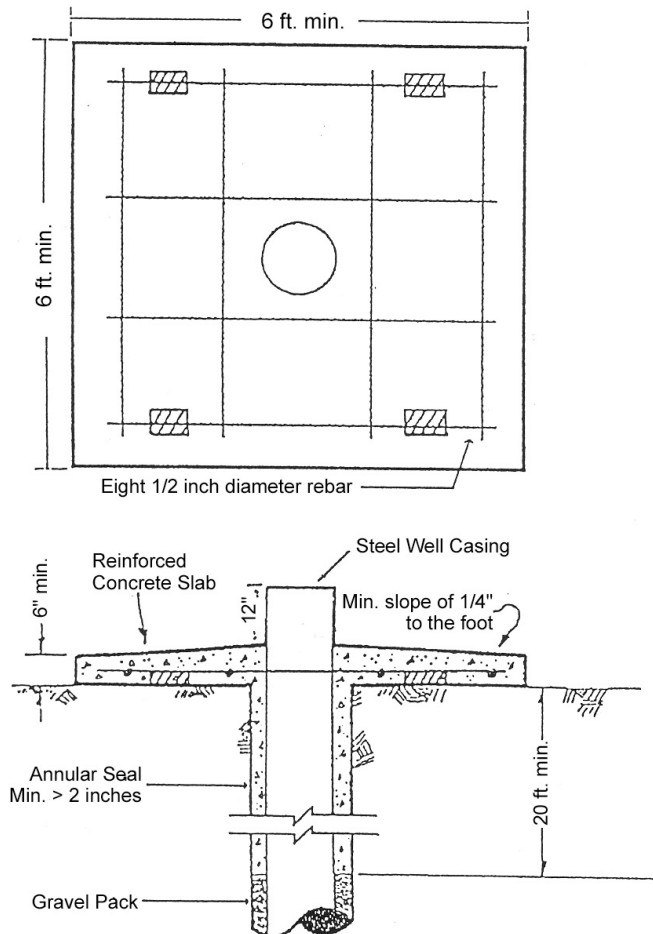 6 ft. min.
6 ft. min.
Eight 1/2 inch diameter rebar
Steel Well Casing
Reinforced
Concrete Slab
6" min.
12"
Min. slope of 1/4"
to the foot
Annular Seal
Min. > 2 inches
20 ft. min.
Gravel Pack